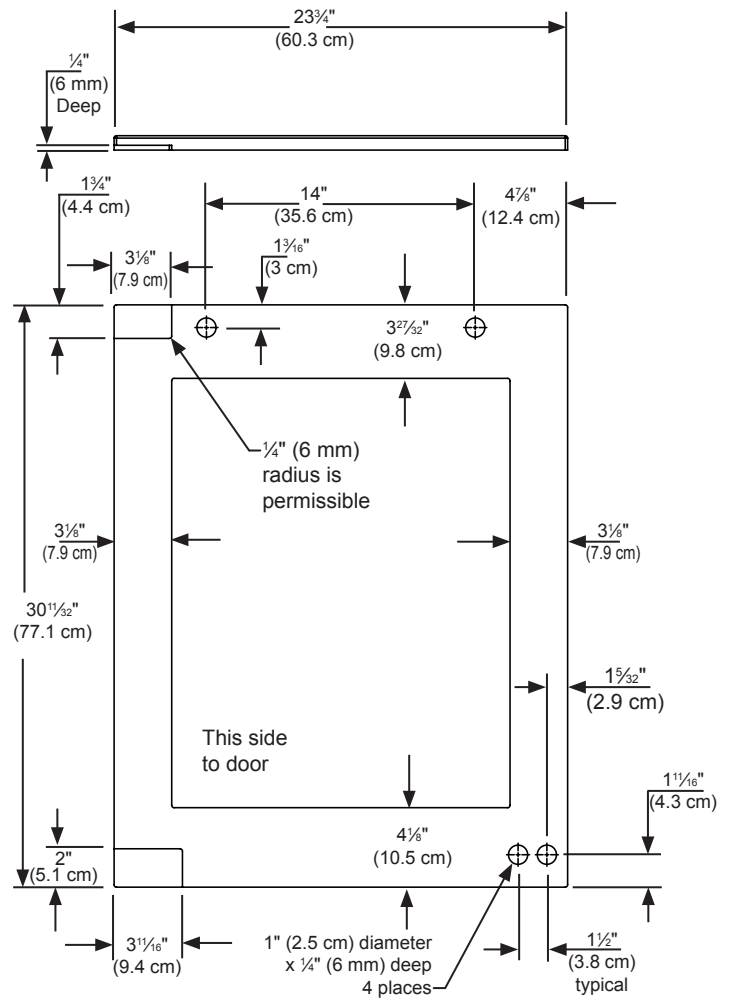 23¾"
(60.3 cm)
¼"
(6 mm)
Deep
1¾"
(4.4 cm)
14"
(35.6 cm)
4⅞"
(12.4 cm)
3⅛"
(7.9 cm)
1³⁄₁₆"
(3 cm)
3²⁷⁄₃₂"
(9.8 cm)
¼" (6 mm)
radius is
permissible
3⅛"
(7.9 cm)
3⅛"
(7.9 cm)
30¹¹⁄₃₂"
(77.1 cm)
1⁵⁄₃₂"
(2.9 cm)
This side
to door
1¹¹⁄₁₆"
(4.3 cm)
4⅛"
(10.5 cm)
2"
(5.1 cm)
3¹¹⁄₁₆"
(9.4 cm)
1" (2.5 cm) diameter
x ¼" (6 mm) deep
4 places
1½"
(3.8 cm)
typical